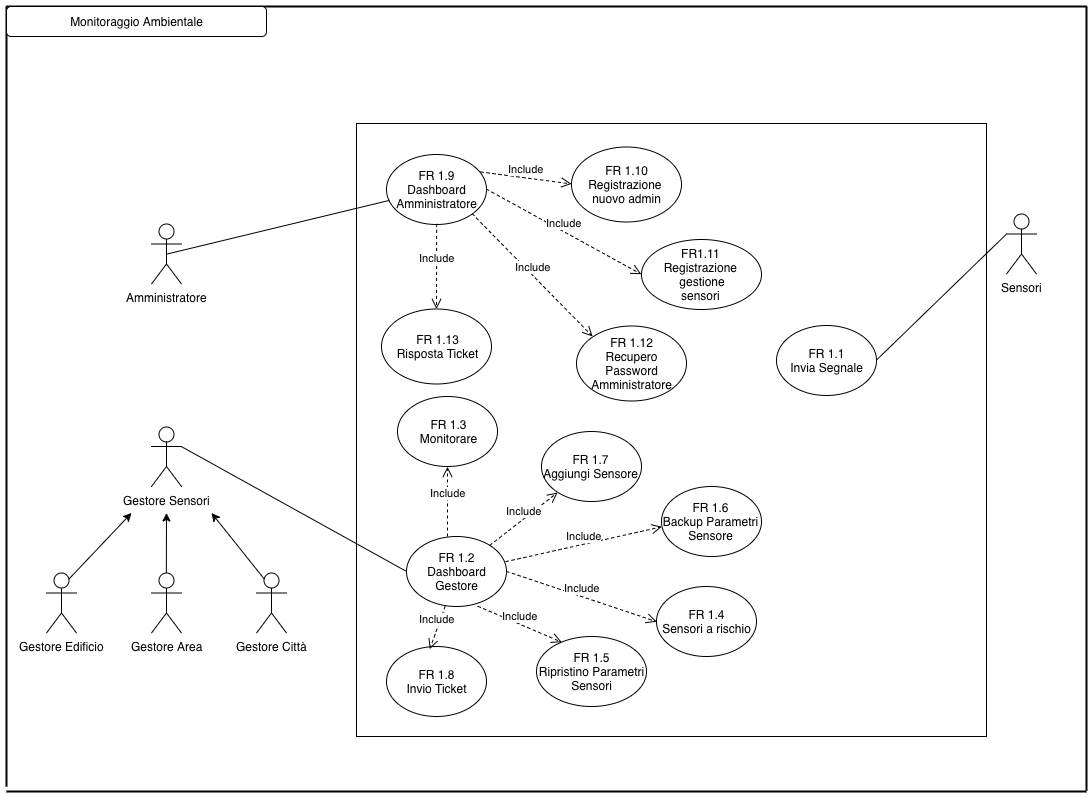 Monitoraggio Ambientale
FR 1.9
Dashboard
Amministratore
Include
FR 1.10
Registrazione
nuovo admin
Include
FR1.11
Registrazione
gestione
sensori
Include
Include
FR 1.13
Risposta Ticket
FR 1.12
Recupero
Password
Amministratore
FR 1.1
Invia Segnale
Amministratore
Sensori
FR 1.3
Monitorare
Include
FR 1.7
Aggiungi Sensore
Include
FR 1.6
Backup Parametri
Sensore
Include
Gestore Sensori
FR 1.2
Dashboard
Gestore
Include
FR 1.4
Sensori a rischio
Include
Include
FR 1.5
Ripristino Parametri
Sensori
FR 1.8
Invio Ticket
Gestore Edificio
Gestore Area
Gestore Città